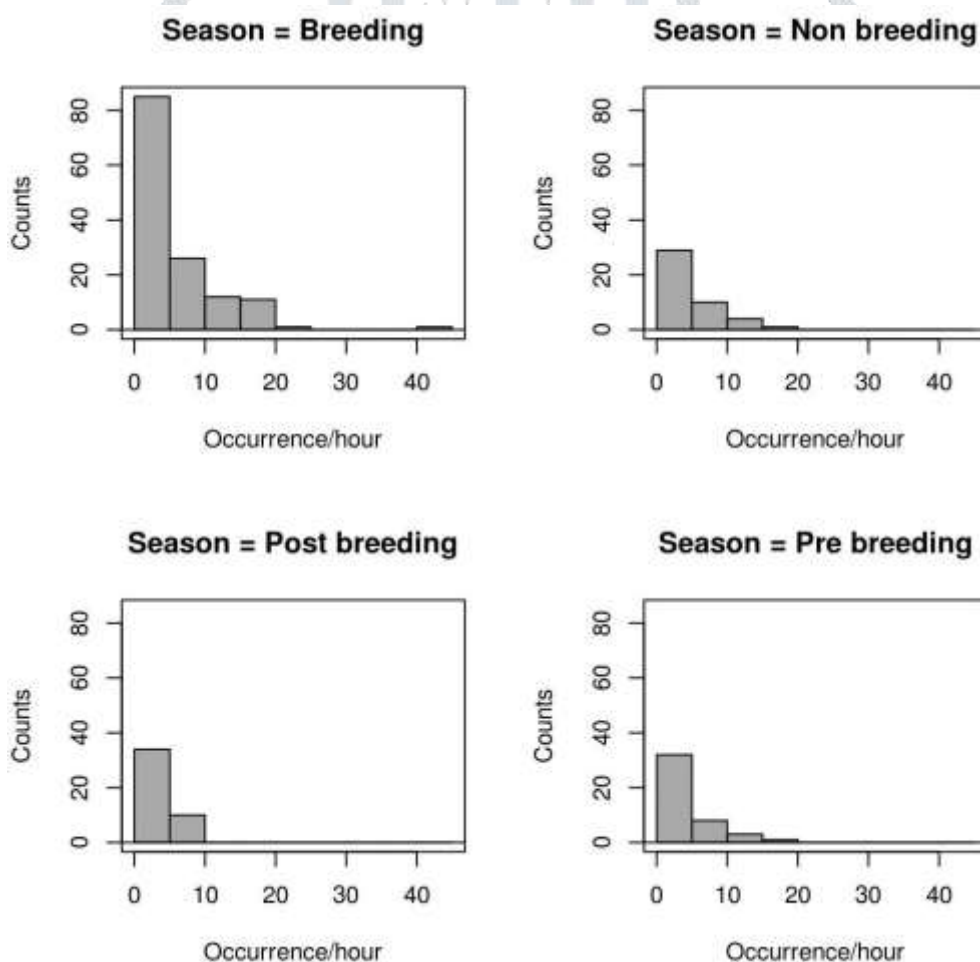 Season = Breeding
Counts
0 20 40 60 80
0 10 20 30 40
Occurrence/hour
Season = Non breeding
Counts
0 20 40 60 80
0 10 20 30 40
Occurrence/hour
Season = Post breeding
Counts
0 20 40 60 80
0 10 20 30 40
Occurrence/hour
Season = Pre breeding
Counts
0 20 40 60 80
0 10 20 30 40
Occurrence/hour